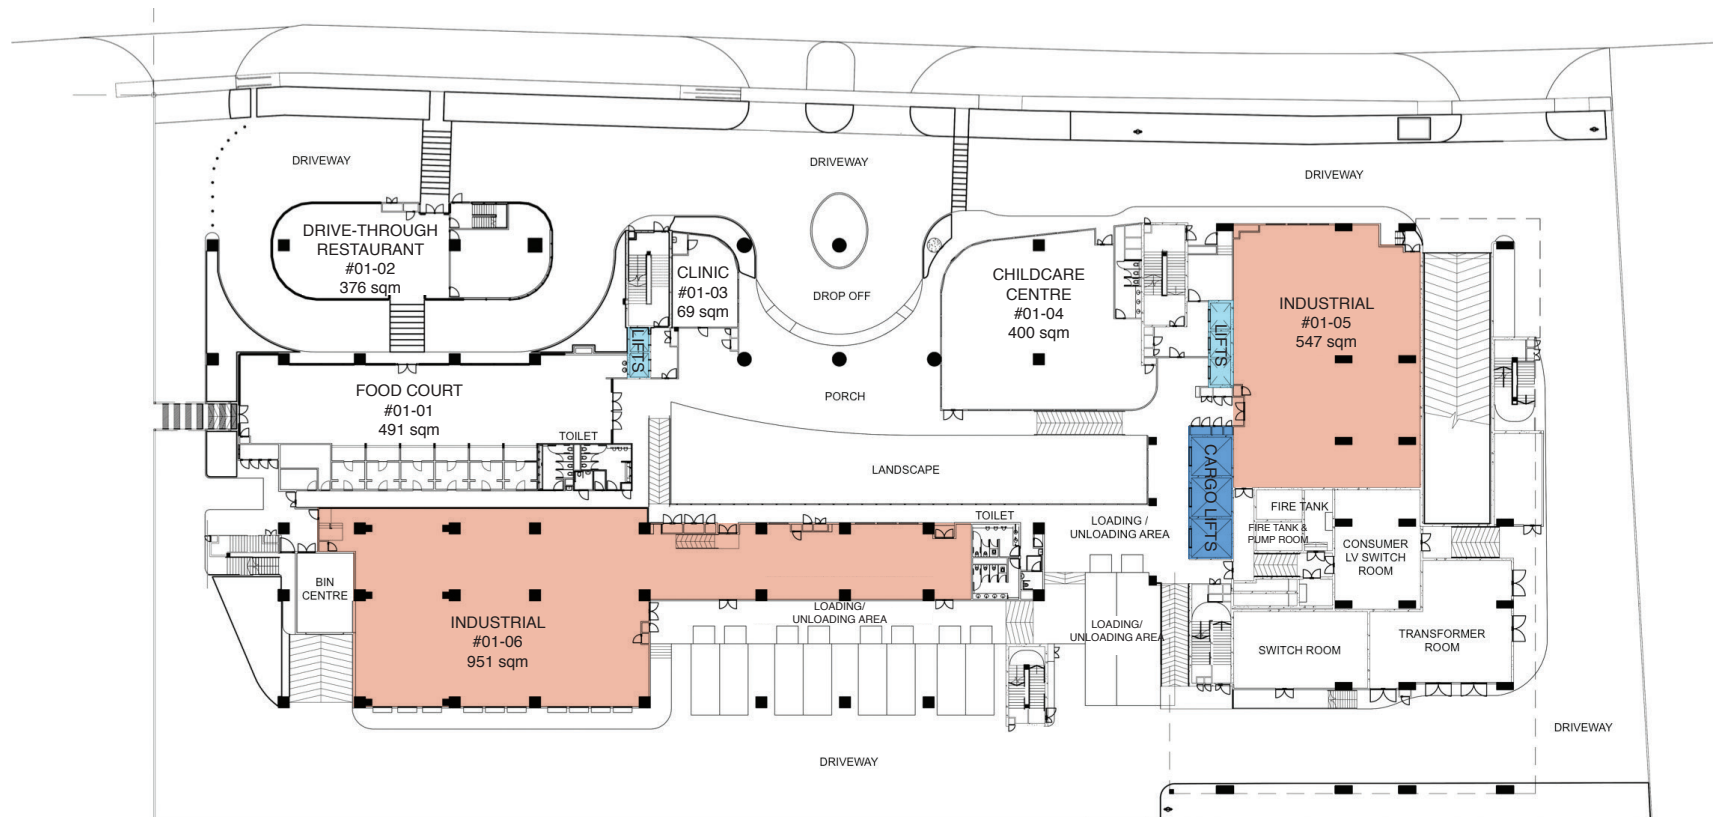 DRIVEWAY
DRIVEWAY
DRIVEWAY
DRIVE-THROUGH
RESTAURANT
#01-02
376 sqm
CLINIC
#01-03
69 sqm
DROP OFF
CHILDCARE
CENTRE
#01-04
400 sqm
INDUSTRIAL
#01-05
547 sqm
LIFTS
LIFTS
FOOD COURT
#01-01
491 sqm
PORCH
TOILET
LANDSCAPE
CARGO LIFTS
TOILET
LOADING /
UNLOADING AREA
FIRE TANK
FIRE TANK &
PUMP ROOM
CONSUMER
LV SWITCH
ROOM
BIN
CENTRE
INDUSTRIAL
#01-06
951 sqm
LOADING/
UNLOADING AREA
LOADING/
UNLOADING AREA
SWITCH ROOM
TRANSFORMER
ROOM
DRIVEWAY
DRIVEWAY